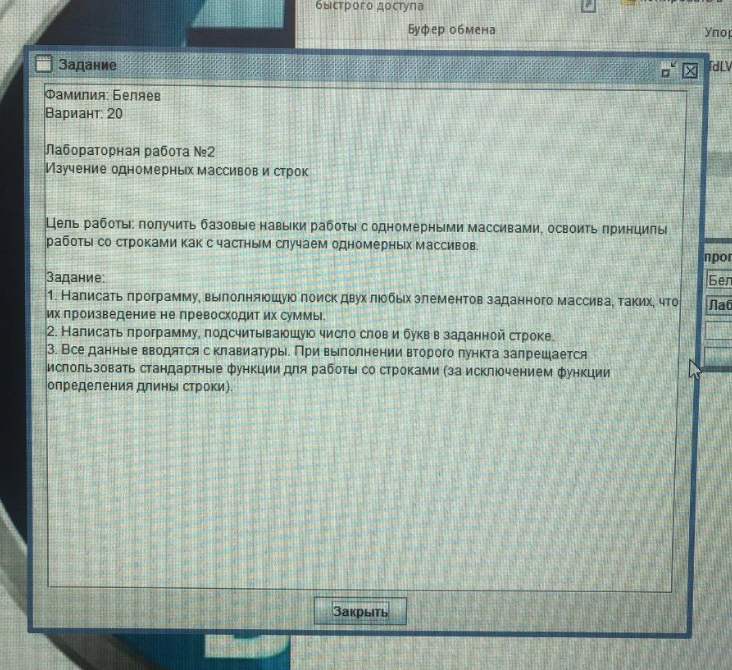 быстрого доступа
Буфер обмена
Упор
Задание
Фамилия: Беляев
Вариант: 20
Лабораторная работа №2
Изучение одномерных массивов и строк
Цель работы: получить базовые навыки работы с одномерными массивами, освоить принципы
работы со строками как с частным случаем одномерных массивов.
Задание:
1. Написать программу, выполняющую поиск двух любых элементов заданного массива, таких, что
их произведение не превосходит их суммы.
2. Написать программу, подсчитывающую число слов и букв в заданной строке.
3. Все данные вводятся с клавиатуры. При выполнении второго пункта запрещается
использовать стандартные функции для работы со строками (за исключением функции
определения длины строки).
Закрыть
прог
Бел
Лаб